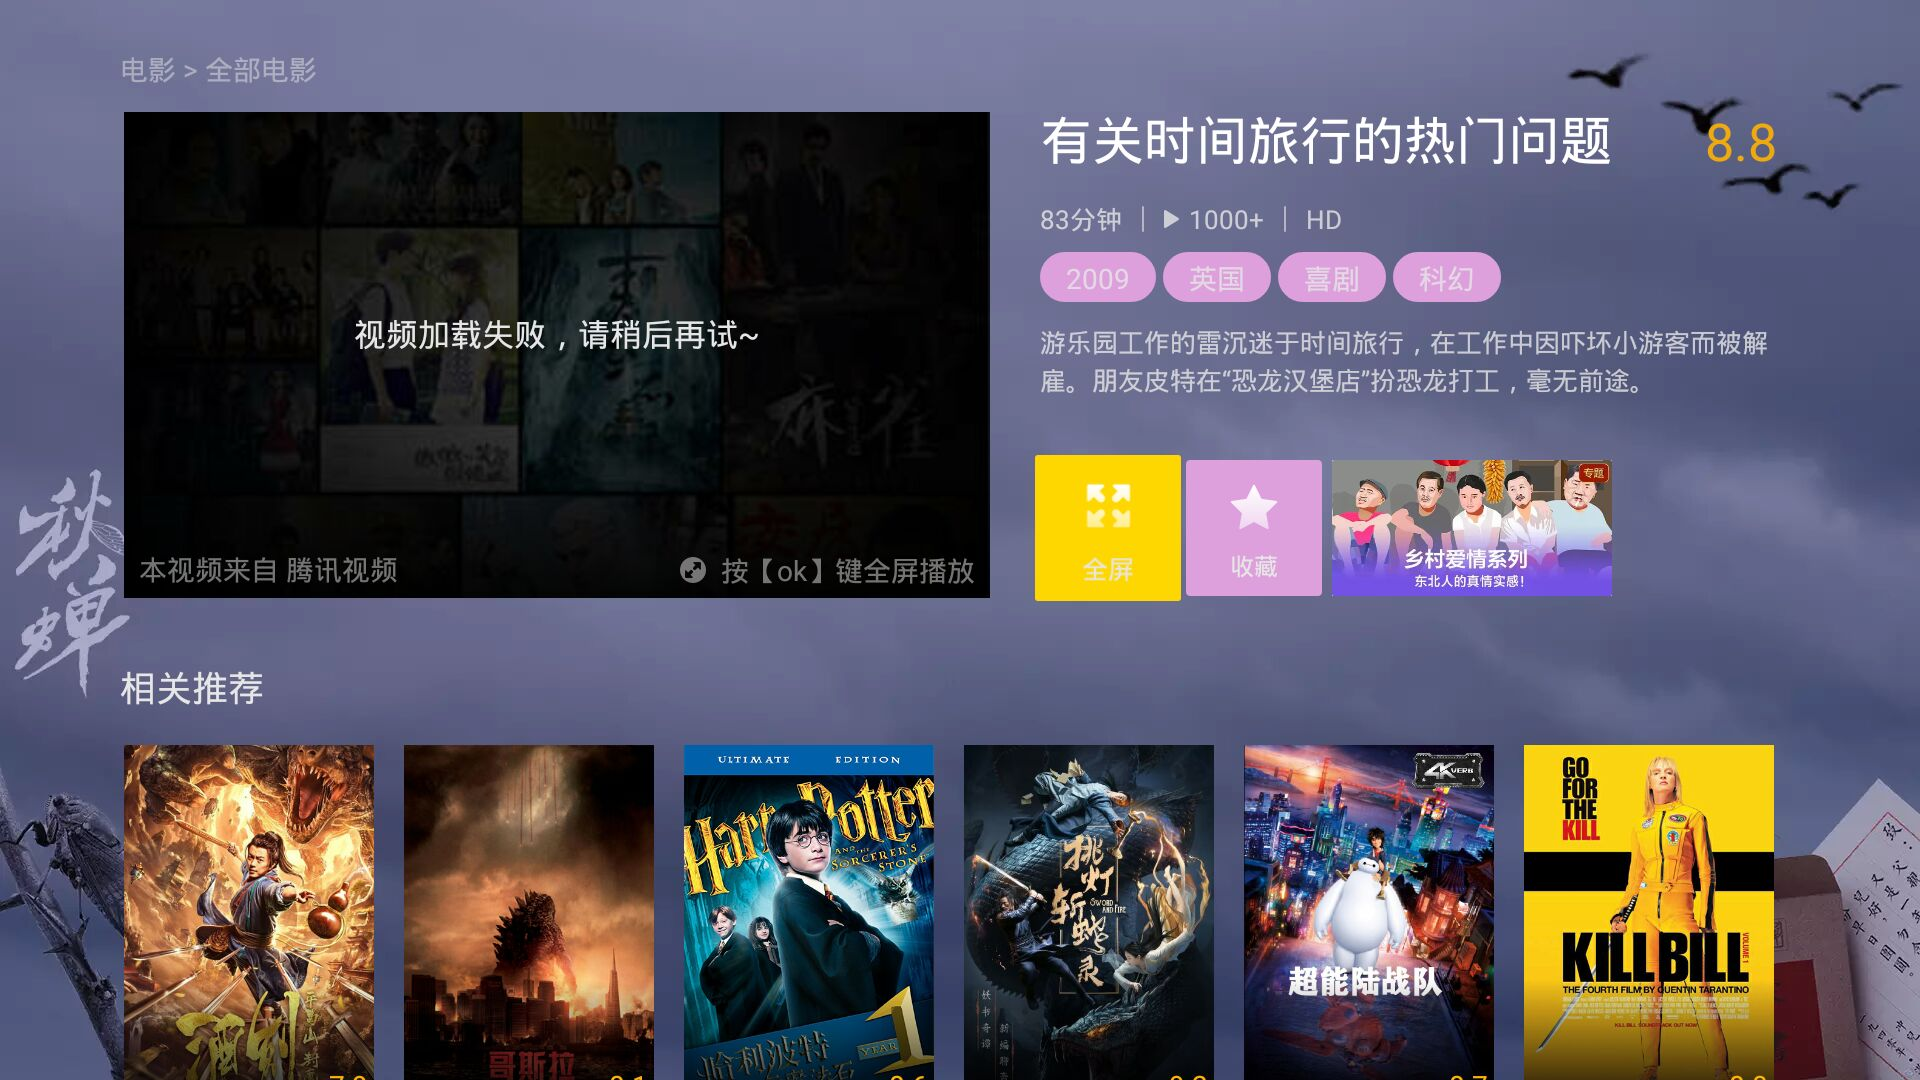 电影 > 全部电影
有关时间旅行的热门问题
8.8
83分钟 | ▶ 1000+ | HD
2009 英国 喜剧 科幻
游乐园工作的雷沉迷于时间旅行，在工作中因吓坏小游客而被解
雇。朋友皮特在“恐龙汉堡店”扮恐龙打工，毫无前途。
视频加载失败，请稍后再试~
本视频来自 腾讯视频
按【ok】键全屏播放
全屏
收藏
专题
乡村爱情系列
东北人的真情实感！
秋蝉
相关推荐
哥斯拉
ULTIMATE EDITION
Harry Potter
AND THE
SORCERER'S
STONE
YEAR 1
哈利波特
挑灯
斩蛇
录
SWORD
AND FIRE
4K
超能陆战队
GO
FOR
THE
KILL
KILL BILL
VOLUME 1
THE FOURTH FILM BY QUENTIN TARANTINO
KILL BILL SOUNDTRACK OUT NOW